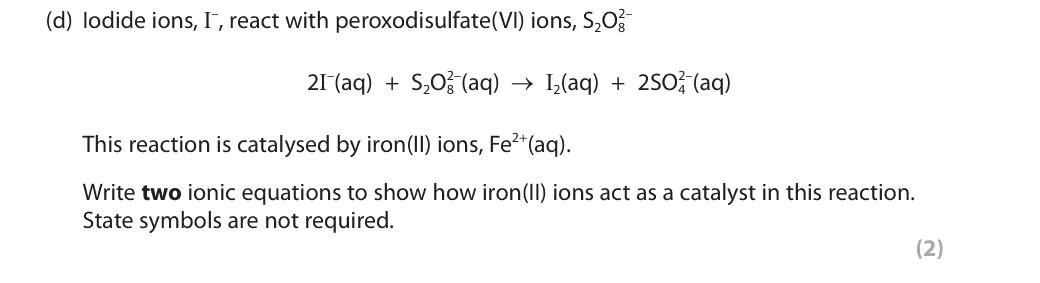 (d) Iodide ions, I⁻, react with peroxodisulfate(VI) ions, S₂O₈²⁻
2I⁻(aq) + S₂O₈²⁻(aq) → I₂(aq) + 2SO₄²⁻(aq)
This reaction is catalysed by iron(II) ions, Fe²⁺(aq).
Write two ionic equations to show how iron(II) ions act as a catalyst in this reaction.
State symbols are not required.
(2)